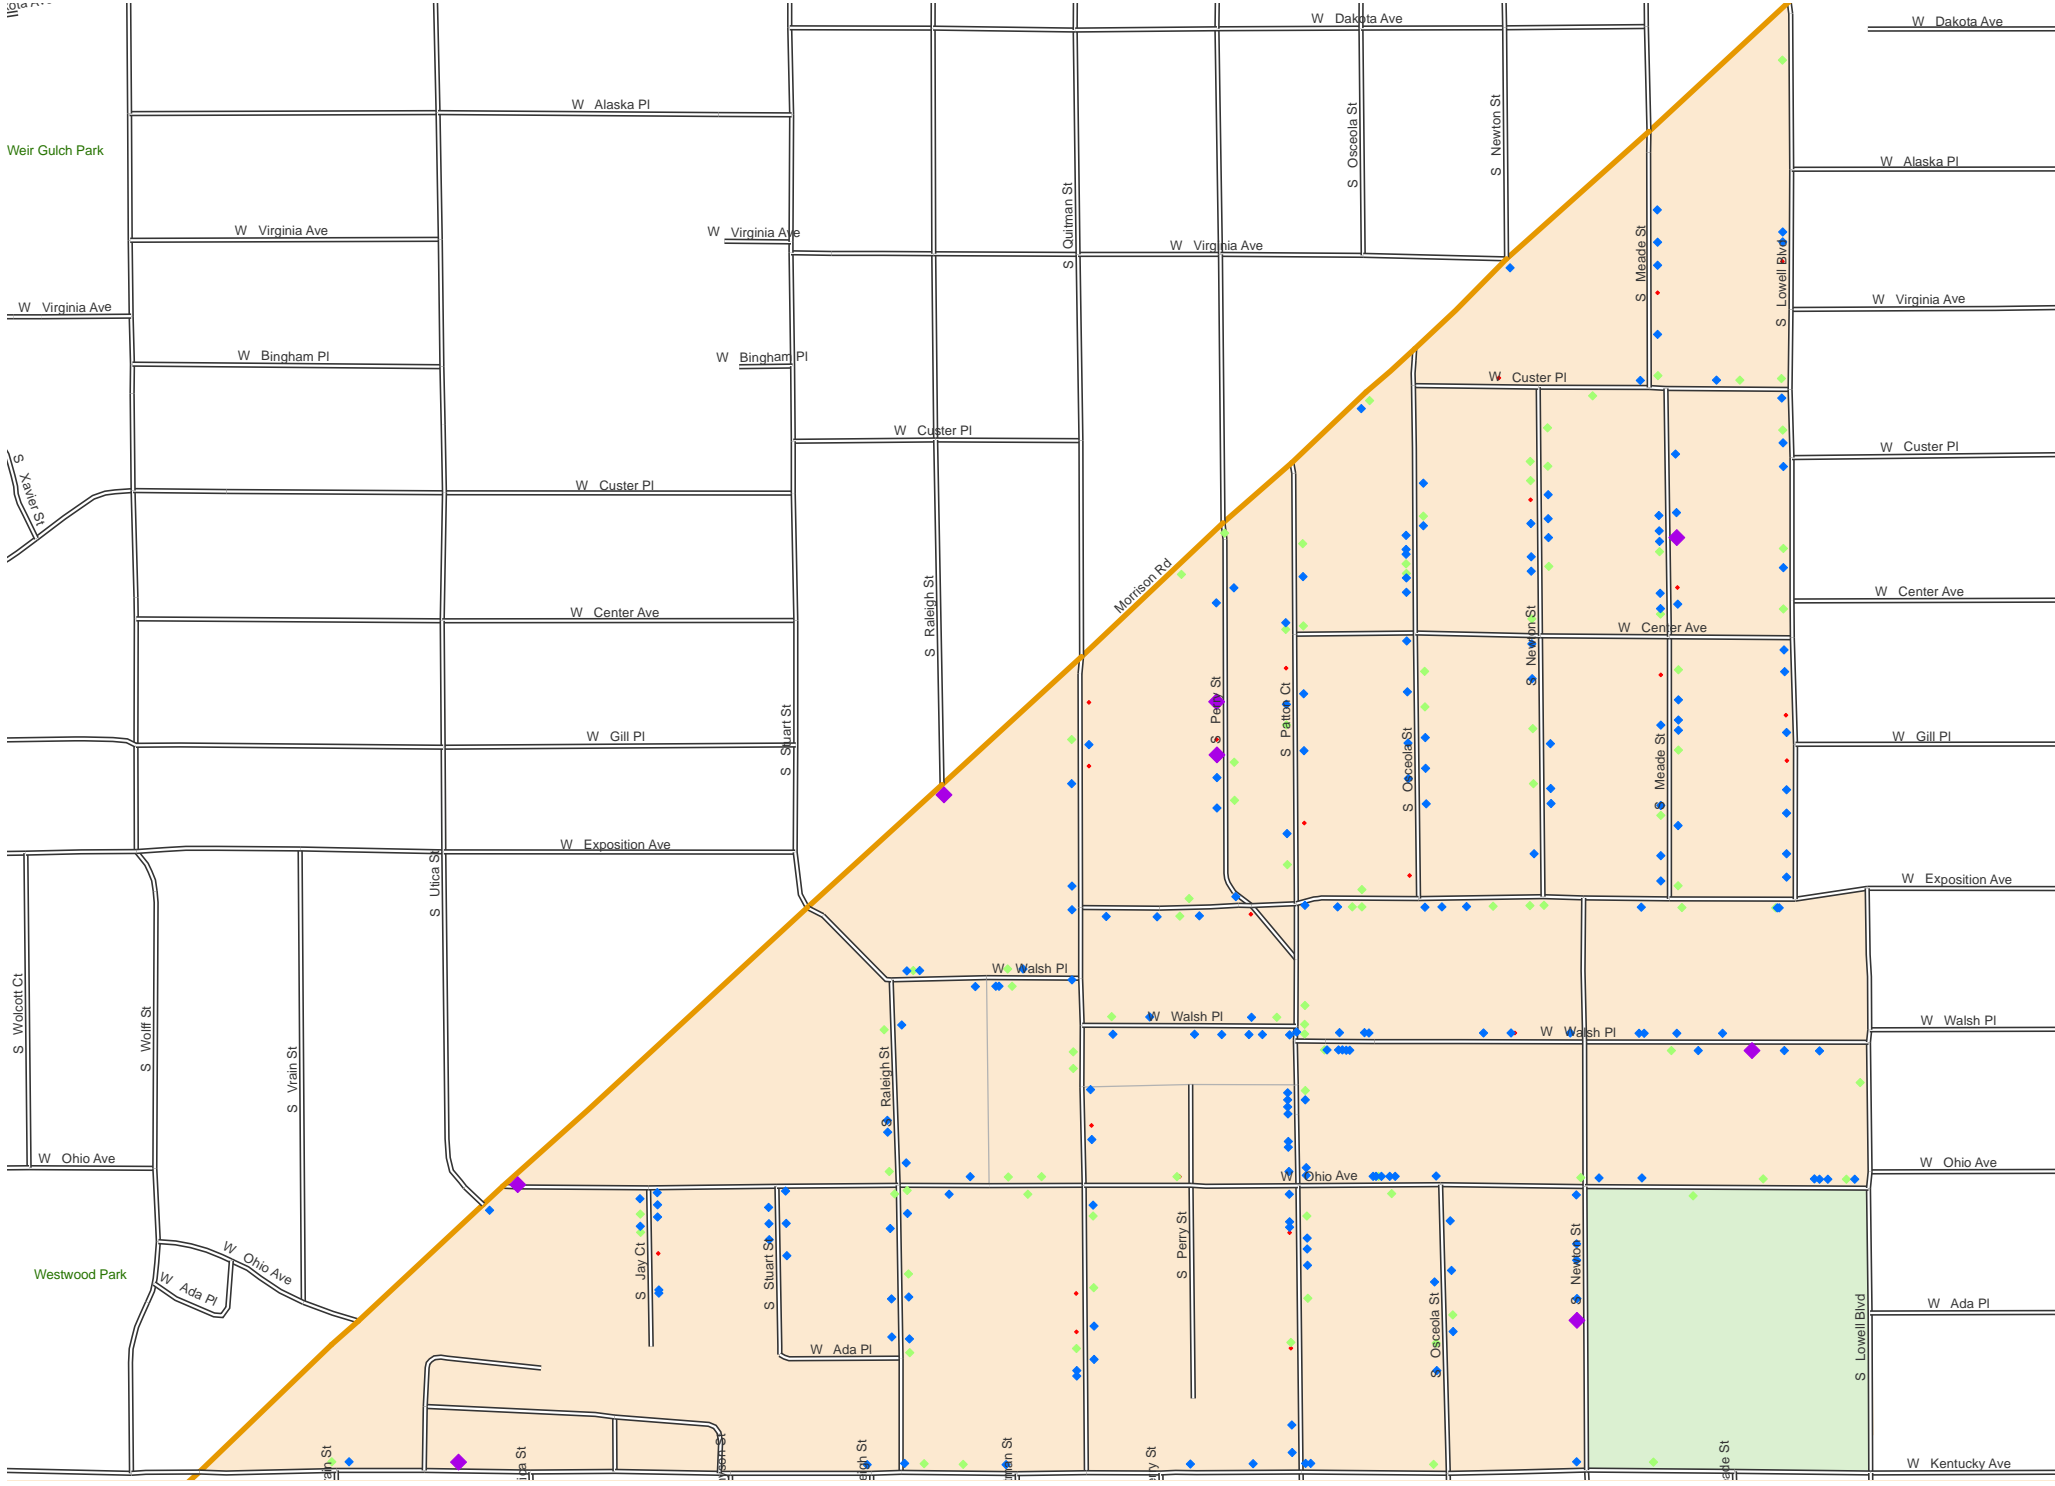 W Dakota Ave
W Dakota Ave
W Alaska Pl
Weir Gulch Park
S Osceola St
S Newton St
W Alaska Pl
S Quitman St
W Virginia Ave
W Virginia Ave
W Virginia Ave
S Meade St
S Lowell Blvd
W Virginia Ave
W Virginia Ave
W Bingham Pl
W Bingham Pl
W Custer Pl
W Custer Pl
W Custer Pl
S Xavier St
W Custer Pl
Morrison Rd
W Center Ave
W Center Ave
S Raleigh St
S Newton St
W Center Ave
S Stuart St
S Perry St
S Patton Ct
W Gill Pl
W Gill Pl
S Osceola St
S Meade St
W Exposition Ave
S Utica St
W Exposition Ave
W Walsh Pl
S Wolcott Ct
S Wolff St
W Walsh Pl
W Walsh Pl
W Walsh Pl
S Vrain St
S Raleigh St
W Ohio Ave
W Ohio Ave
W Ohio Ave
W Ohio Ave
S Jay Ct
S Stuart St
S Perry St
S Newton St
Westwood Park
W Ada Pl
S Osceola St
S Lowell Blvd
W Ada Pl
W Ada Pl
W Kentucky Ave